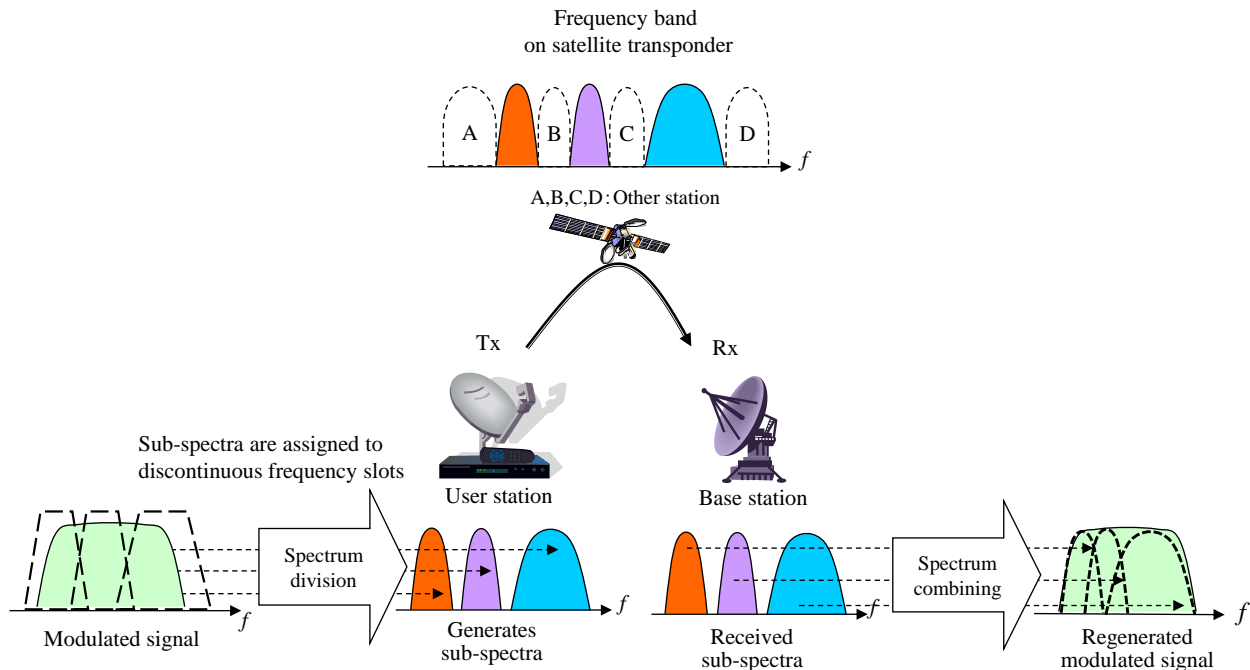 Frequency band
on satellite transponder
A
B
C
D
f
A,B,C,D : Other station
Tx
Rx
Sub-spectra are assigned to
discontinuous frequency slots
User station
Base station
Spectrum
division
Spectrum
combining
f
f
f
f
Modulated signal
Generates
sub-spectra
Received
sub-spectra
Regenerated
modulated signal